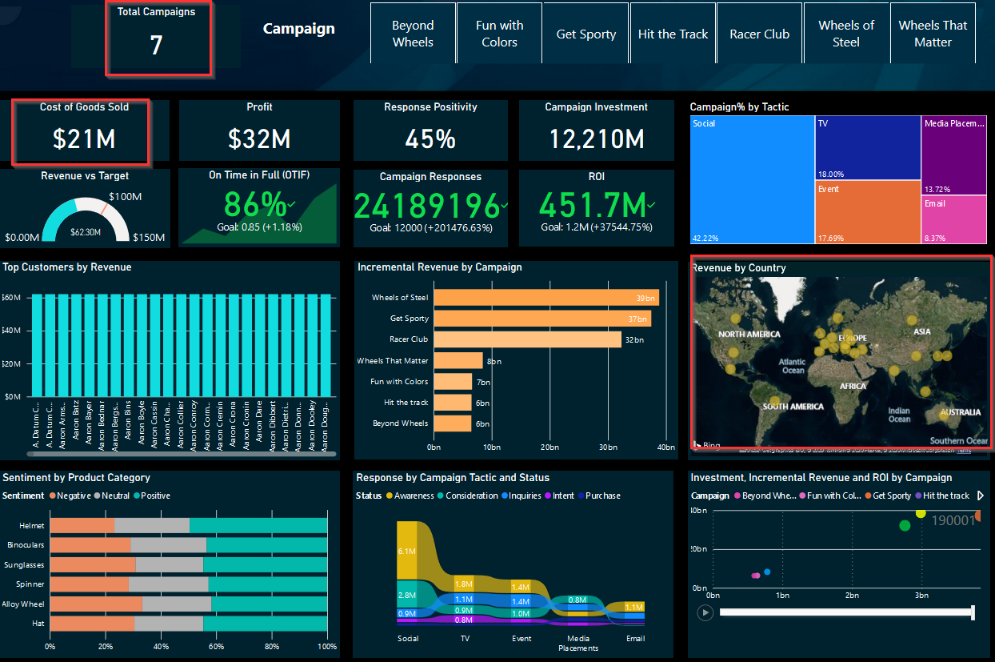 Total Campaigns
7
Campaign
Beyond
Wheels
Fun with
Colors
Get Sporty
Hit the Track
Racer Club
Wheels of
Steel
Wheels That
Matter
Cost of Goods Sold
$21M
Profit
$32M
Response Positivity
45%
Campaign Investment
12,210M
Revenue vs Target
$100M
$0.00M
$62.30M
$150M
On Time in Full (OTIF)
86%
Goal: 0.85 (+1.18%)
Campaign Responses
24189196
Goal: 12000 (+201476.63%)
ROI
451.7M
Goal: 1.2M (+37544.75%)
Campaign% by Tactic
Social
42.22%
TV
18.00%
Event
17.69%
Media Placem...
13.72%
Email
8.37%
Top Customers by Revenue
$60M
$40M
$20M
$0M
A. Datum C...
A. Datum C...
Aaron Arms...
Aaron Batz
Aaron Bayer
Aaron Bednar
Aaron Bergs...
Aaron Bins
Aaron Boyle
Aaron Cassin
Aaron Cha...
Aaron Collier
Aaron Conroy
Aaron Corm...
Aaron Cremin
Aaron Crona
Aaron Cronin
Aaron Dare
Aaron Dibbert
Aaron Dietri...
Aaron Donn...
Aaron Dooley
Aaron Doug...
Incremental Revenue by Campaign
Wheels of Steel
39bn
Get Sporty
37bn
Racer Club
32bn
Wheels That Matter
8bn
Fun with Colors
7bn
Hit the track
6bn
Beyond Wheels
6bn
0bn
10bn
20bn
30bn
40bn
Revenue by Country
NORTH AMERICA
EUROPE
ASIA
Atlantic
Ocean
AFRICA
SOUTH AMERICA
Indian
Ocean
AUSTRALIA
Southern Ocean
Bing
Sentiment by Product Category
Sentiment Negative Neutral Positive
Helmet
Binoculars
Sunglasses
Spinner
Alloy Wheel
Hat
0%
20%
40%
60%
80%
100%
Response by Campaign Tactic and Status
Status Awareness Consideration Inquiries Intent Purchase
6.1M
2.8M
0.9M
1.8M
1.1M
0.9M
0.8M
1.4M
1.4M
1.0M
0.8M
1.1M
Social
TV
Event
Media
Placements
Email
Investment, Incremental Revenue and ROI by Campaign
Campaign Beyond Whe... Fun with Col... Get Sporty Hit the track
40bn
20bn
0bn
190001
0bn
1bn
2bn
3bn